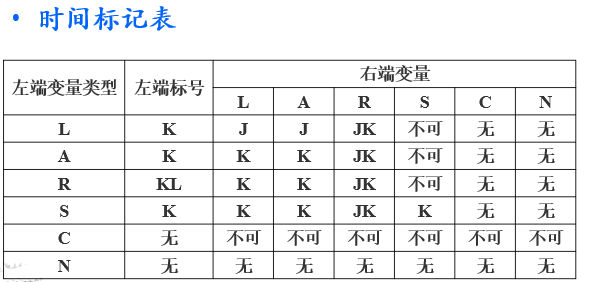 • 时间标记表
左端变量类型 左端标号 右端变量
L A R S C N
L K J J JK 不可 无 无
A K K K JK 不可 无 无
R KL K K JK 不可 无 无
S K K K JK K 无 无
C 无 不可 不可 不可 不可 不可 不可
N 无 无 无 无 无 无 无